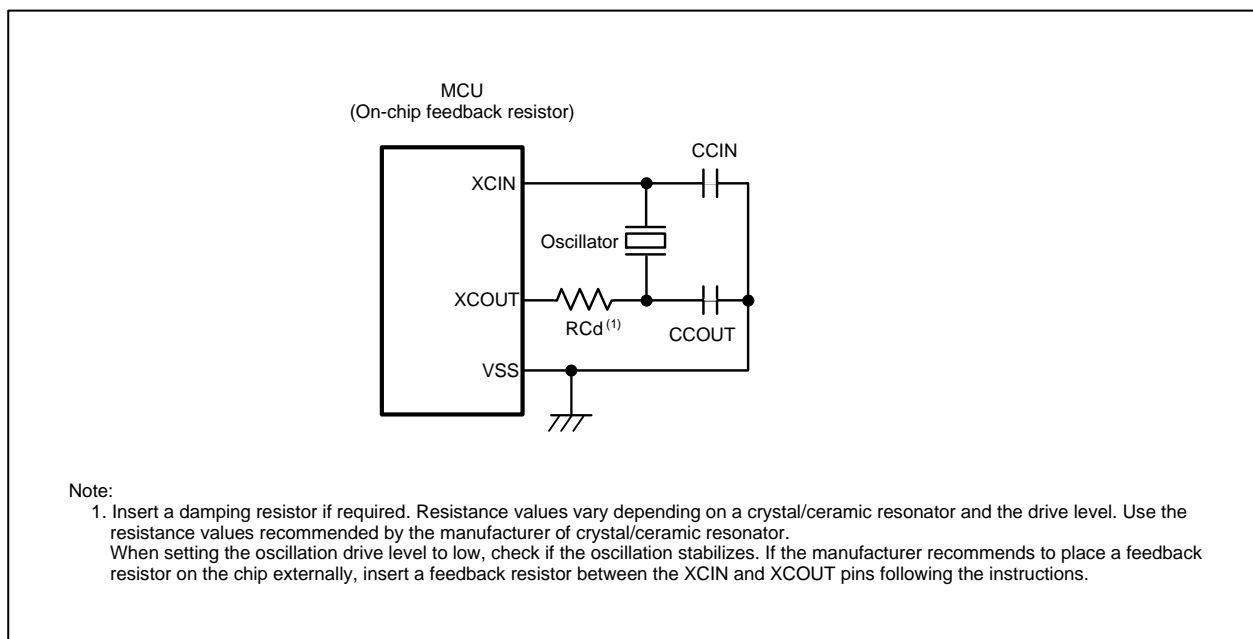 MCU
(On-chip feedback resistor)
CCIN
XCIN
Oscillator
XCOUT
RCd (1)
CCOUT
VSS
Note:
1. Insert a damping resistor if required. Resistance values vary depending on a crystal/ceramic resonator and the drive level. Use the
resistance values recommended by the manufacturer of crystal/ceramic resonator.
When setting the oscillation drive level to low, check if the oscillation stabilizes. If the manufacturer recommends to place a feedback
resistor on the chip externally, insert a feedback resistor between the XCIN and XCOUT pins following the instructions.